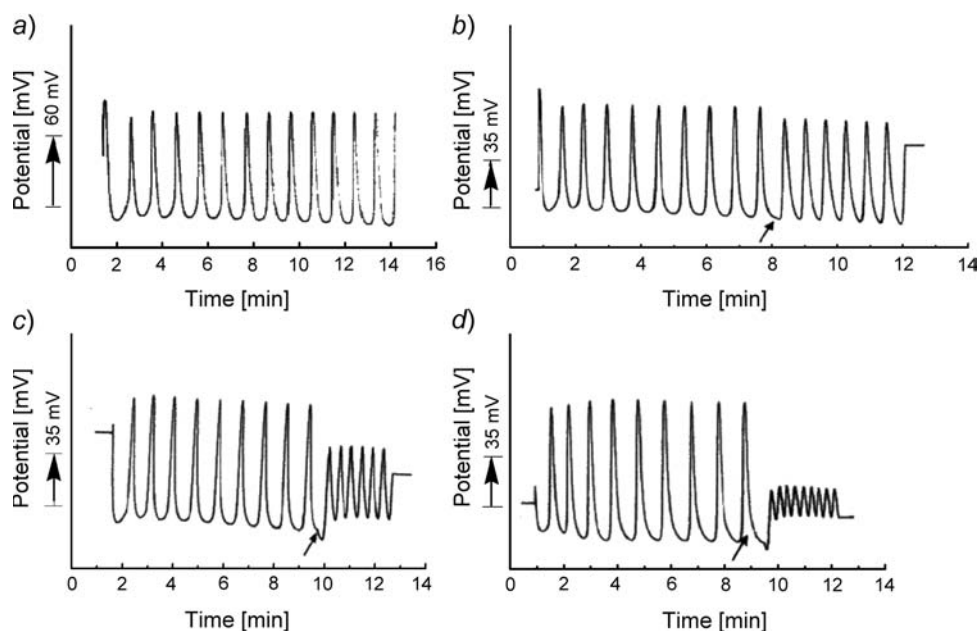 a)
Potential [mV]
60 mV
0 2 4 6 8 10 12 14 16
Time [min]
b)
Potential [mV]
35 mV
0 2 4 6 8 10 12 14
Time [min]
c)
Potential [mV]
35 mV
0 2 4 6 8 10 12 14
Time [min]
d)
Potential [mV]
35 mV
0 2 4 6 8 10 12 14
Time [min]